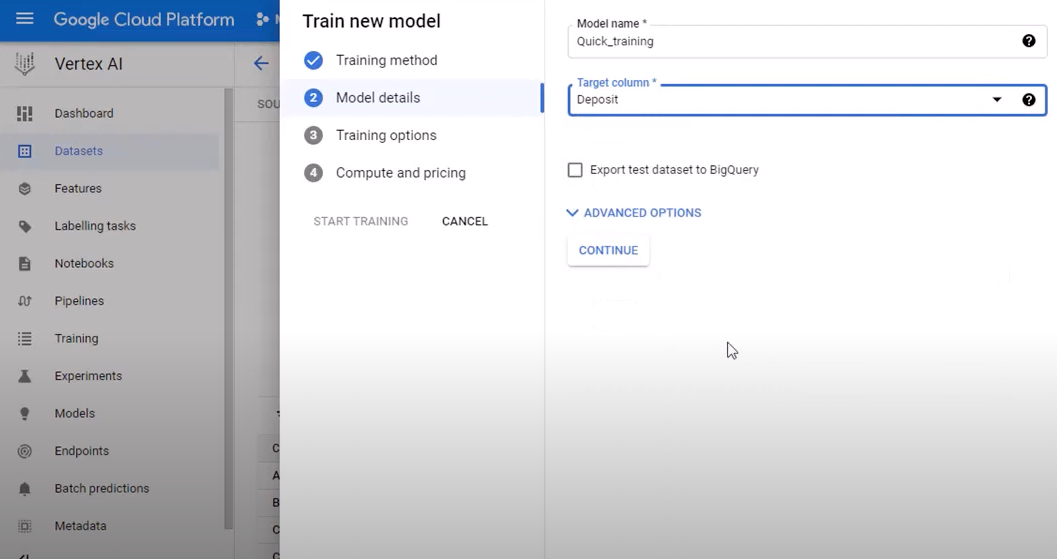 Google Cloud Platform
Vertex AI
Dashboard
Datasets
Features
Labelling tasks
Notebooks
Pipelines
Training
Experiments
Models
Endpoints
Batch predictions
Metadata
SOU
C
A
B
C
C
Train new model
Training method
2 Model details
3 Training options
4 Compute and pricing
START TRAINING CANCEL
Model name *
Quick_training
Target column *
Deposit
Export test dataset to BigQuery
ADVANCED OPTIONS
CONTINUE